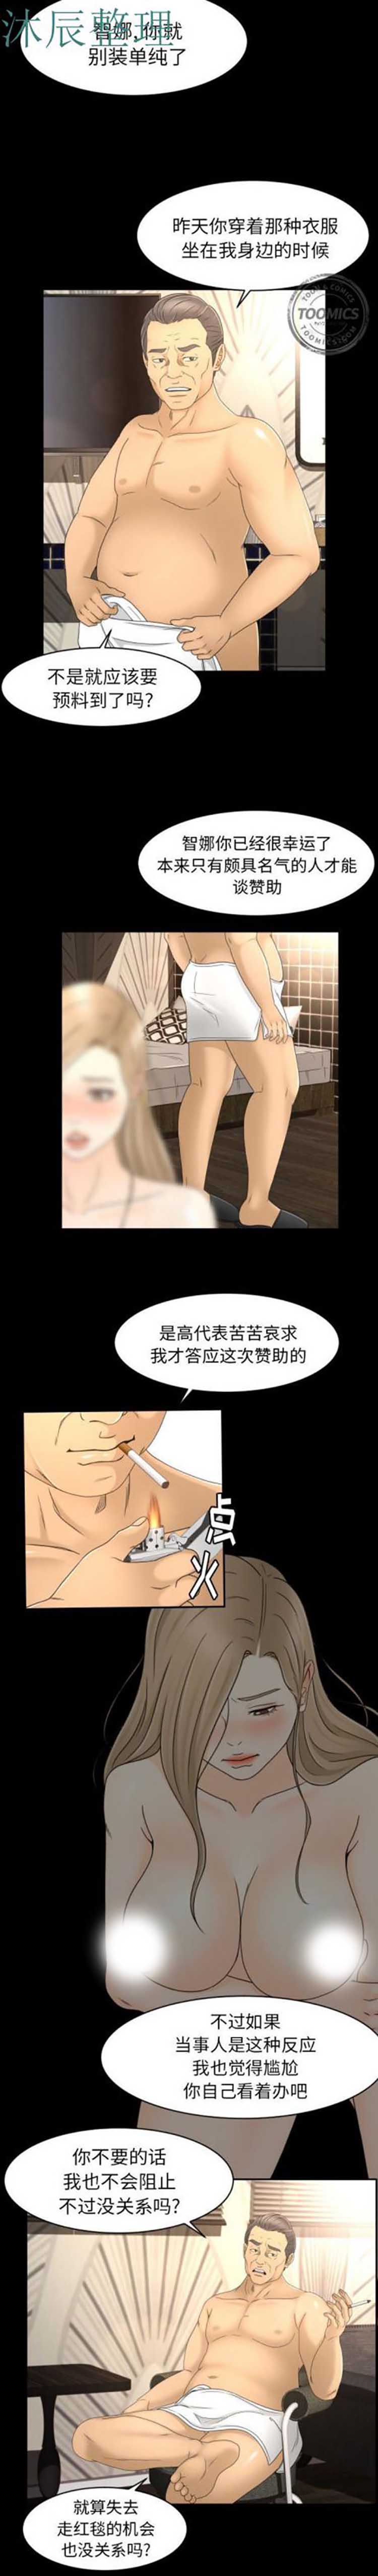 沐辰整理
智娜,你就
别装单纯了
昨天你穿着那种衣服
坐在我身边的时候
TOON & COMICS
TOOMICS
TOOMICS.COM
不是就应该要
预料到了吗?
智娜你已经很幸运了
本来只有颇具名气的人才能
谈赞助
是高代表苦苦哀求
我才答应这次赞助的
点
火
不过如果
当事人是这种反应
我也觉得尴尬
你自己看着办吧
你不要的话
我也不会阻止
不过没关系吗?
就算失去
走红毯的机会
也没关系吗?